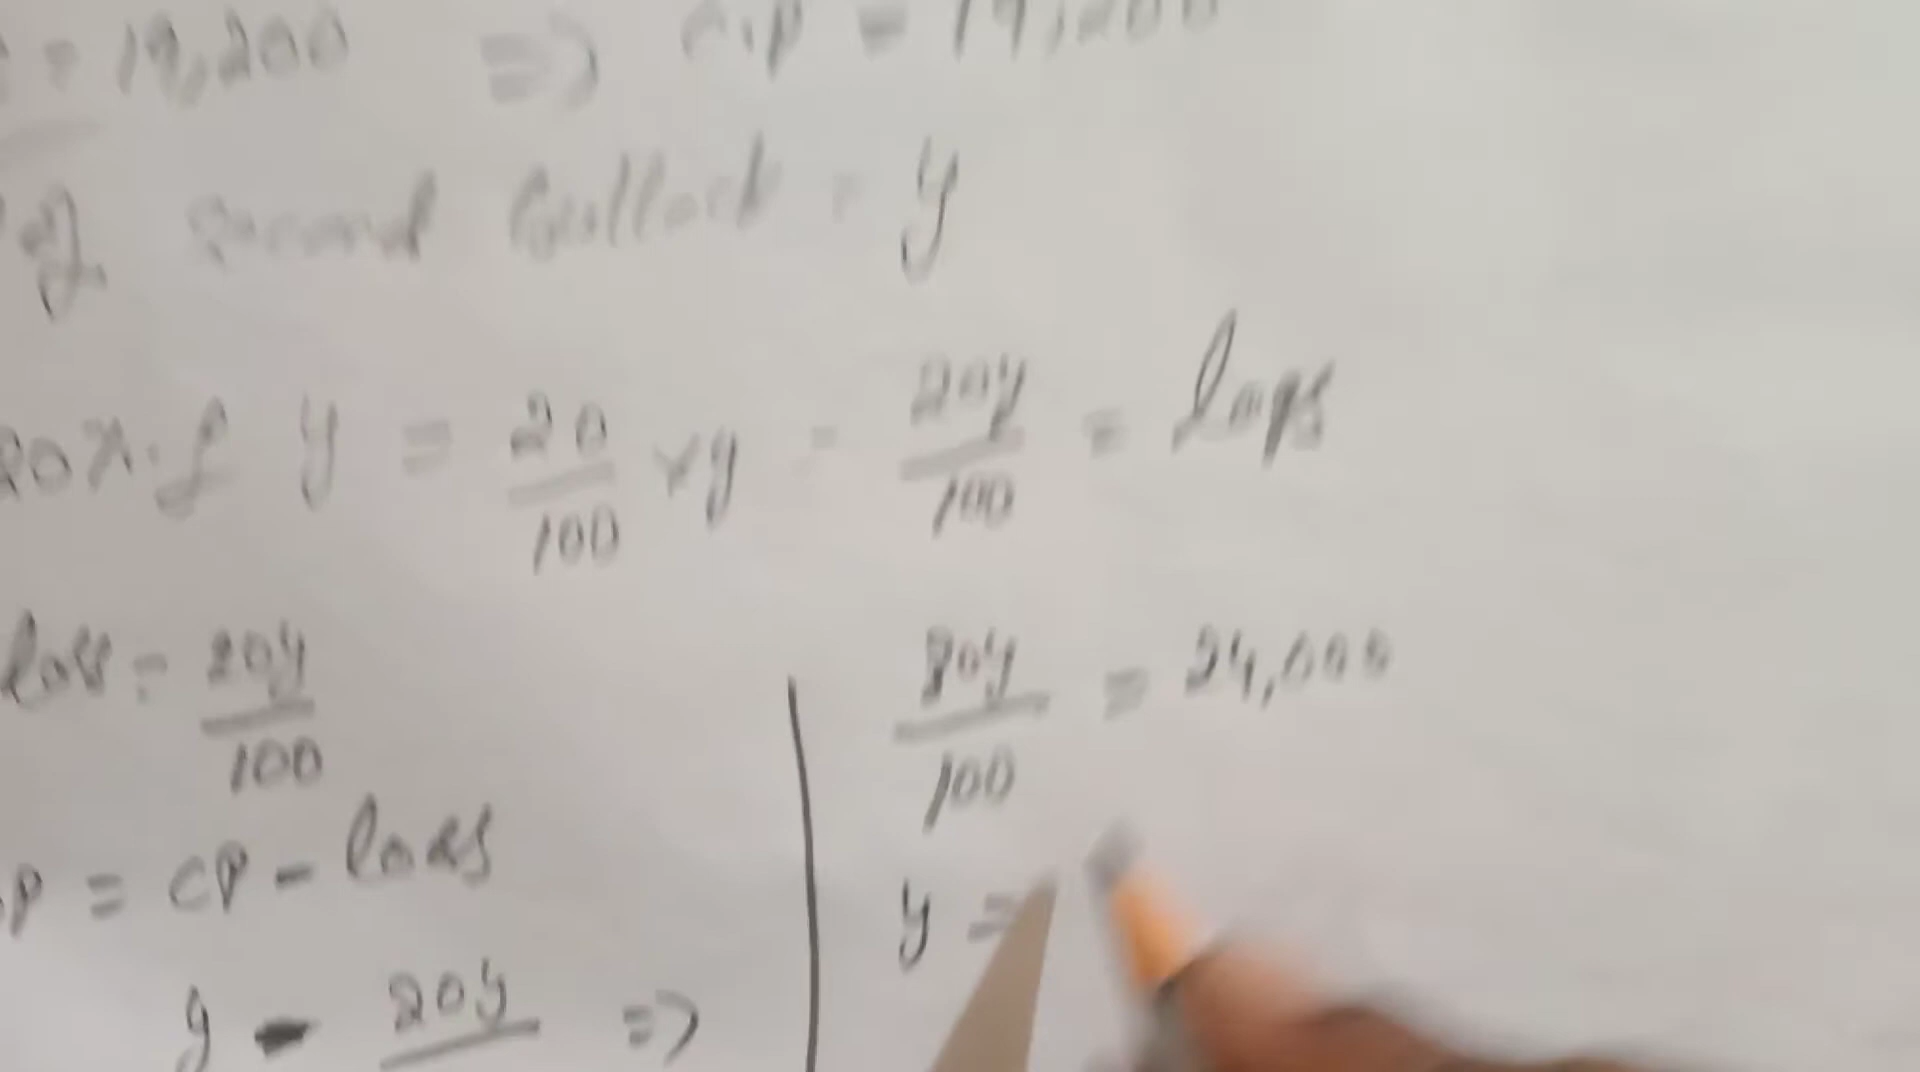 = 19,200 => C.P = 19,200
of second bullock = y
20% of y = 20/100 × y = 20y/100 = loss
loss = 20y/100
80y/100 = 24,000
P = CP - loss
y =
y - 20y =>